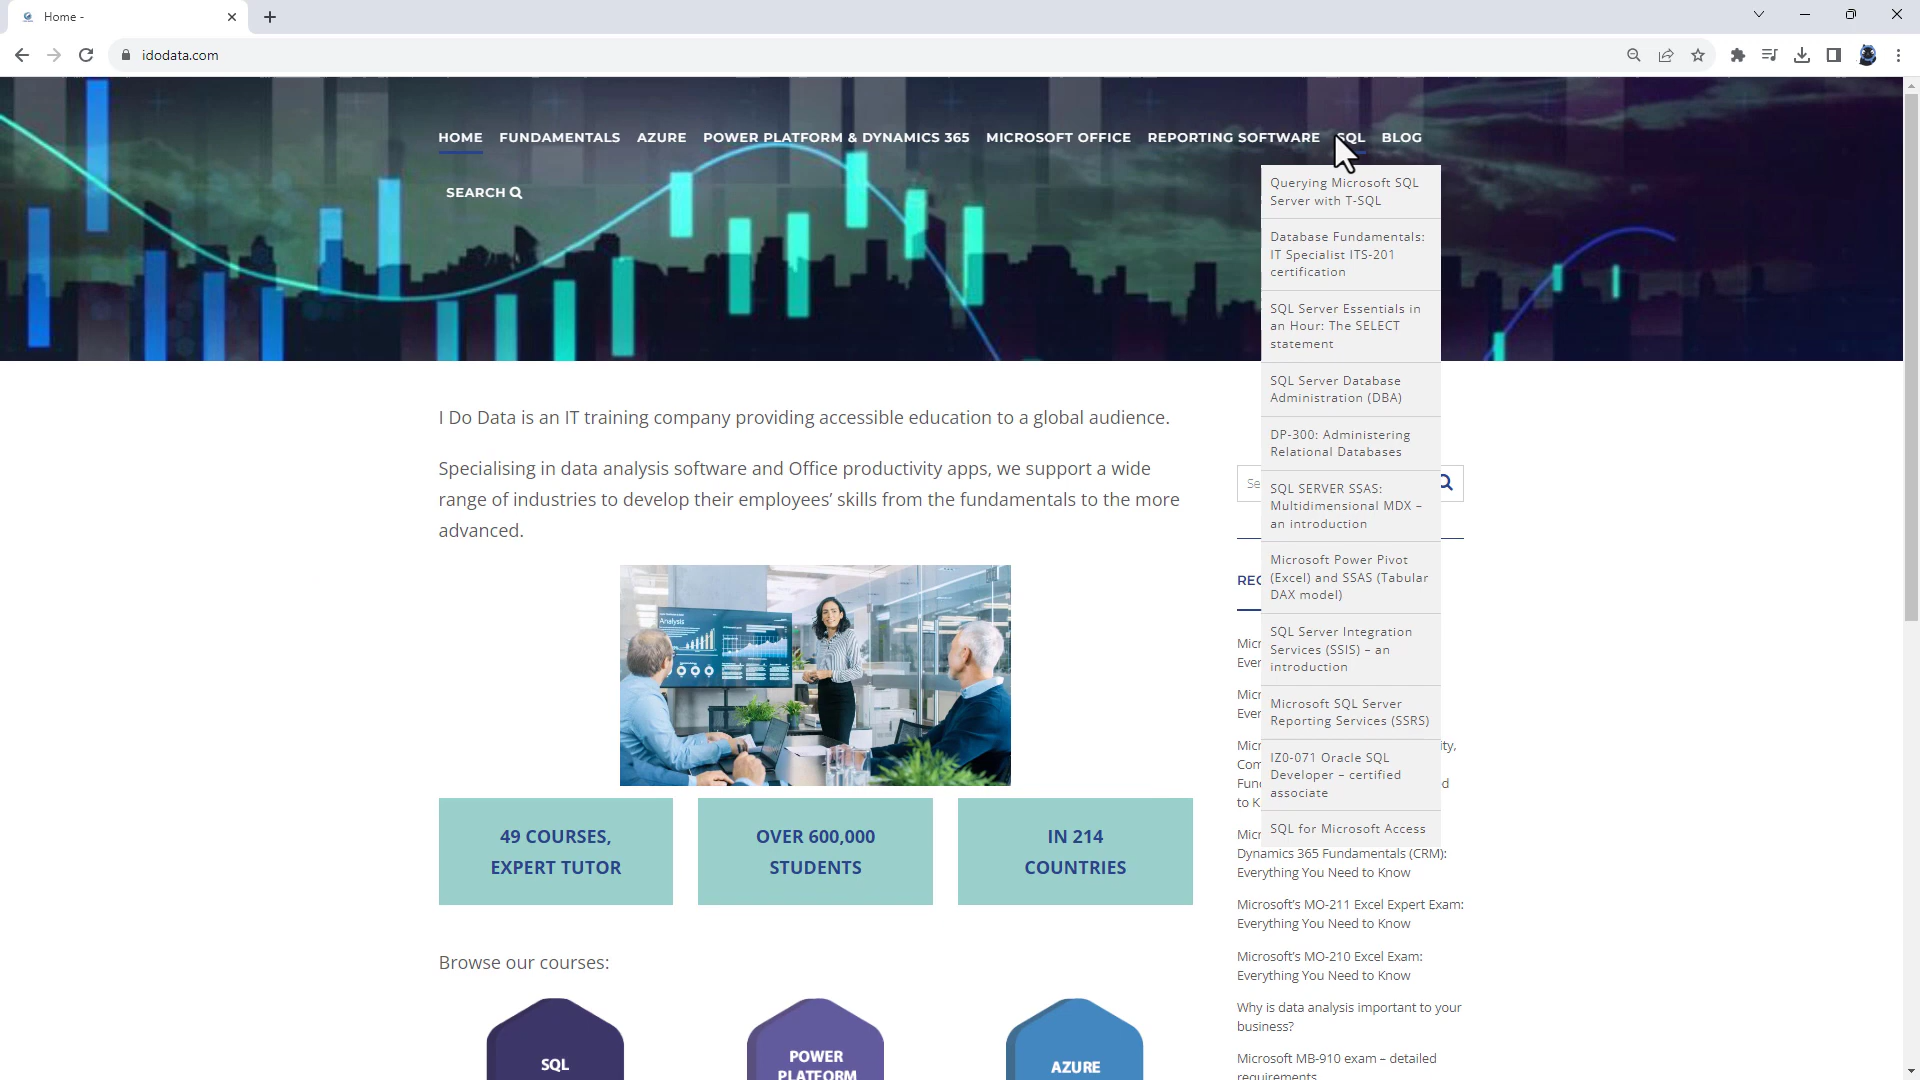 Home -
idodata.com
HOME FUNDAMENTALS AZURE POWER PLATFORM & DYNAMICS 365 MICROSOFT OFFICE REPORTING SOFTWARE SQL BLOG
SEARCH
Querying Microsoft SQL
Server with T-SQL
Database Fundamentals:
IT Specialist ITS-201
certification
SQL Server Essentials in
an Hour: The SELECT
statement
SQL Server Database
Administration (DBA)
DP-300: Administering
Relational Databases
SQL SERVER SSAS:
Multidimensional MDX –
an introduction
Microsoft Power Pivot
(Excel) and SSAS (Tabular
DAX model)
SQL Server Integration
Services (SSIS) – an
introduction
Microsoft SQL Server
Reporting Services (SSRS)
IZ0-071 Oracle SQL
Developer – certified
associate
SQL for Microsoft Access
I Do Data is an IT training company providing accessible education to a global audience.
Specialising in data analysis software and Office productivity apps, we support a wide
range of industries to develop their employees’ skills from the fundamentals to the more
advanced.
Analysis
49 COURSES,
EXPERT TUTOR
OVER 600,000
STUDENTS
IN 214
COUNTRIES
Browse our courses:
SQL
POWER
PLATFORM
AZURE
Dynamics 365 Fundamentals (CRM):
Everything You Need to Know
Microsoft’s MO-211 Excel Expert Exam:
Everything You Need to Know
Microsoft’s MO-210 Excel Exam:
Everything You Need to Know
Why is data analysis important to your
business?
Microsoft MB-910 exam – detailed
requirements